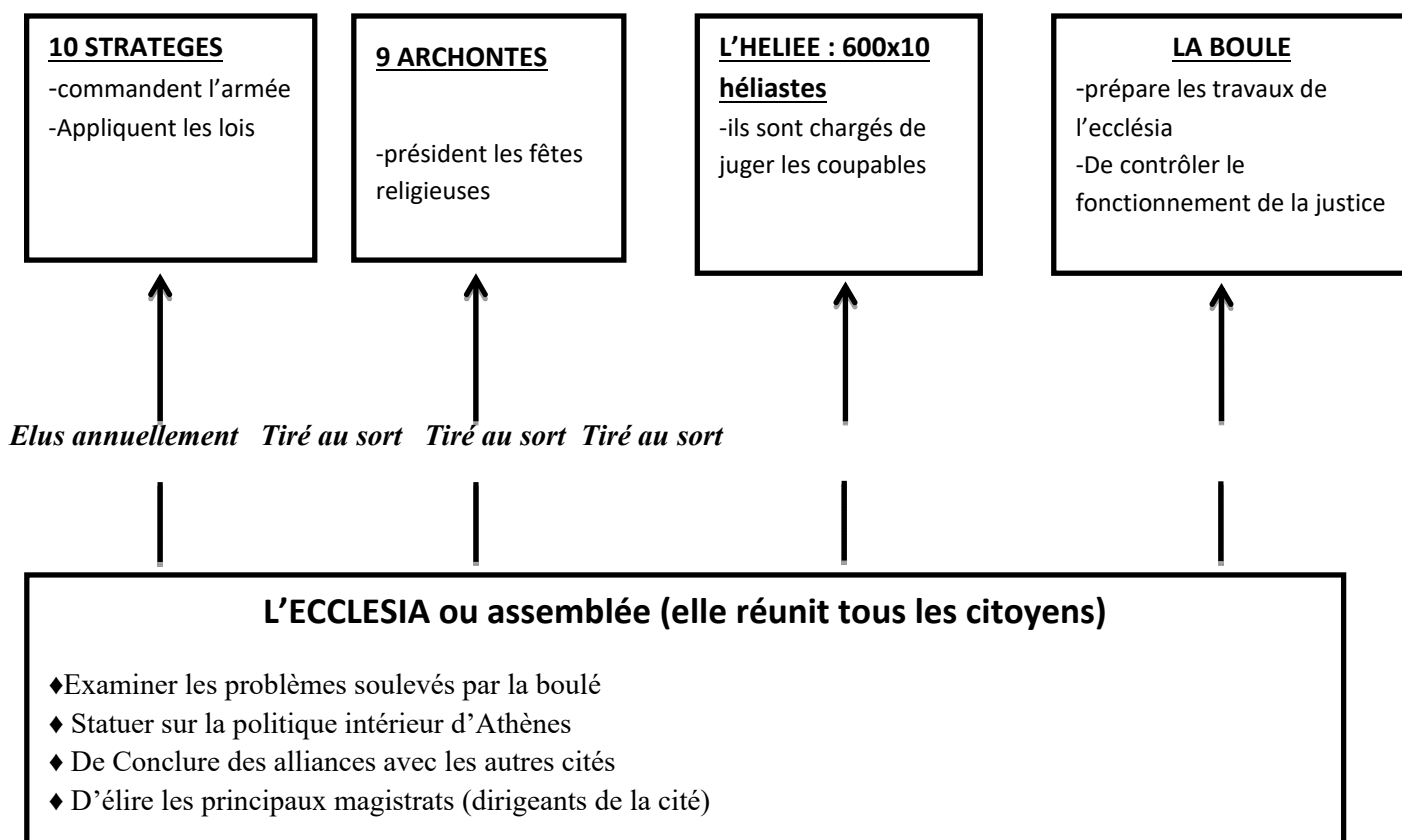 10 STRATEGES
-commandent l’armée
-Appliquent les lois
9 ARCHONTES
-président les fêtes
religieuses
L’HELIEE : 600x10
héliastes
-ils sont chargés de
juger les coupables
LA BOULE
-prépare les travaux de
l’ecclésia
-De contrôler le
fonctionnement de la justice
Elus annuellement Tiré au sort Tiré au sort Tiré au sort
L’ECCLESIA ou assemblée (elle réunit tous les citoyens)
♦Examiner les problèmes soulevés par la boulé
♦ Statuer sur la politique intérieur d’Athènes
♦ De Conclure des alliances avec les autres cités
♦ D’élire les principaux magistrats (dirigeants de la cité)